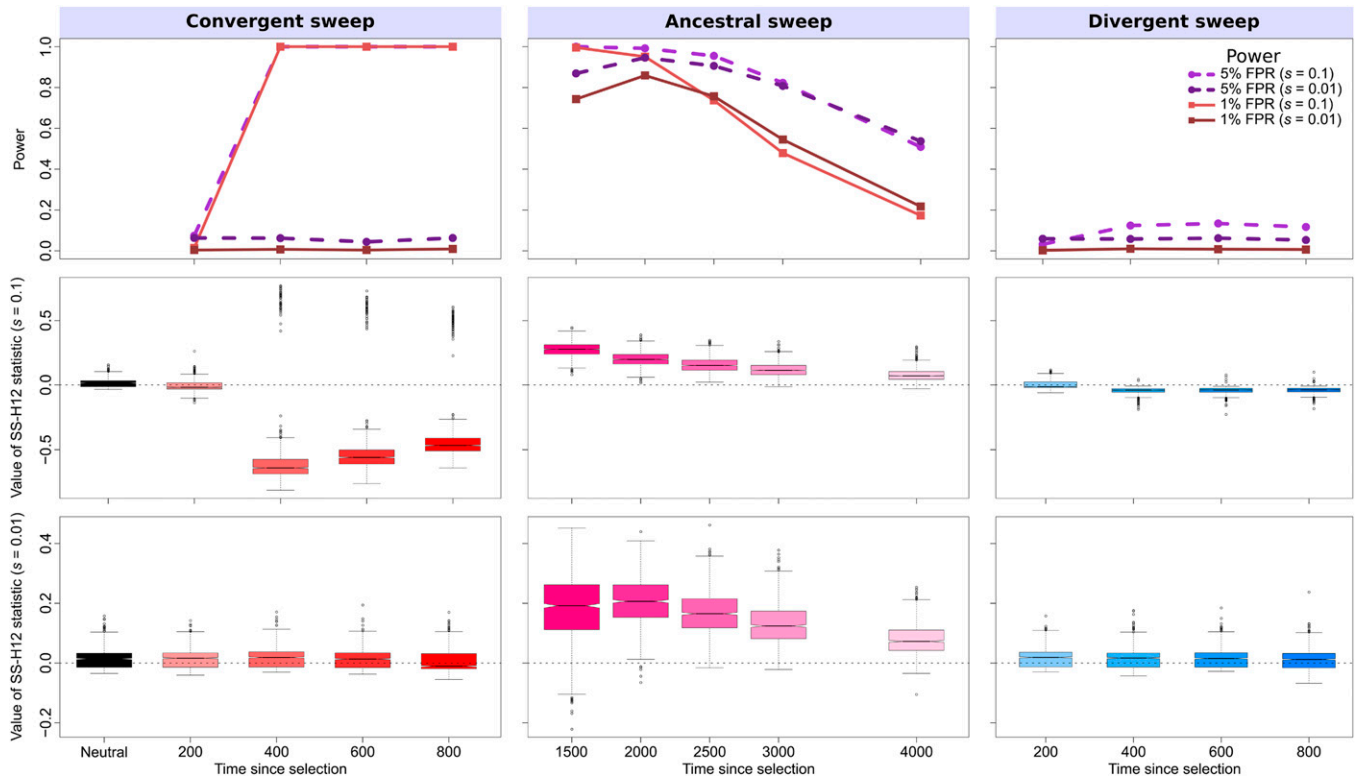 Convergent sweep
Ancestral sweep
Divergent sweep
Power
1.0
0.8
0.6
0.4
0.2
0.0
Power
5% FPR (s = 0.1)
5% FPR (s = 0.01)
1% FPR (s = 0.1)
1% FPR (s = 0.01)
Value of SS-H12 statistic (s = 0.1)
0.5
0.0
−0.5
Value of SS-H12 statistic (s = 0.01)
0.4
0.2
0.0
−0.2
Neutral 200 400 600 800
Time since selection
1500 2000 2500 3000 4000
Time since selection
200 400 600 800
Time since selection